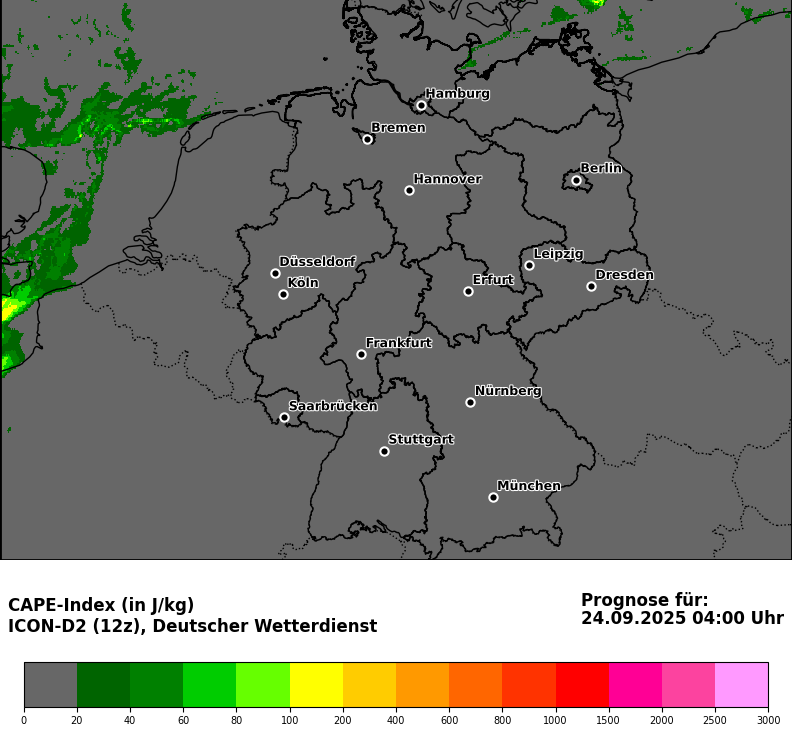 Hamburg
Bremen
Hannover
Berlin
Düsseldorf
Köln
Leipzig
Erfurt
Dresden
Frankfurt
Saarbrücken
Nürnberg
Stuttgart
München
CAPE-Index (in J/kg)
ICON-D2 (12z), Deutscher Wetterdienst
Prognose für:
24.09.2025 04:00 Uhr
0 20 40 60 80 100 200 400 600 800 1000 1500 2000 2500 3000